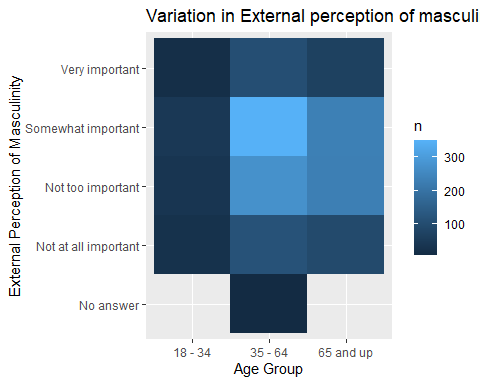 Variation in External perception of masculi
External Perception of Masculinity
Very important
Somewhat important
Not too important
Not at all important
No answer
18 - 34
35 - 64
65 and up
Age Group
n
300
200
100